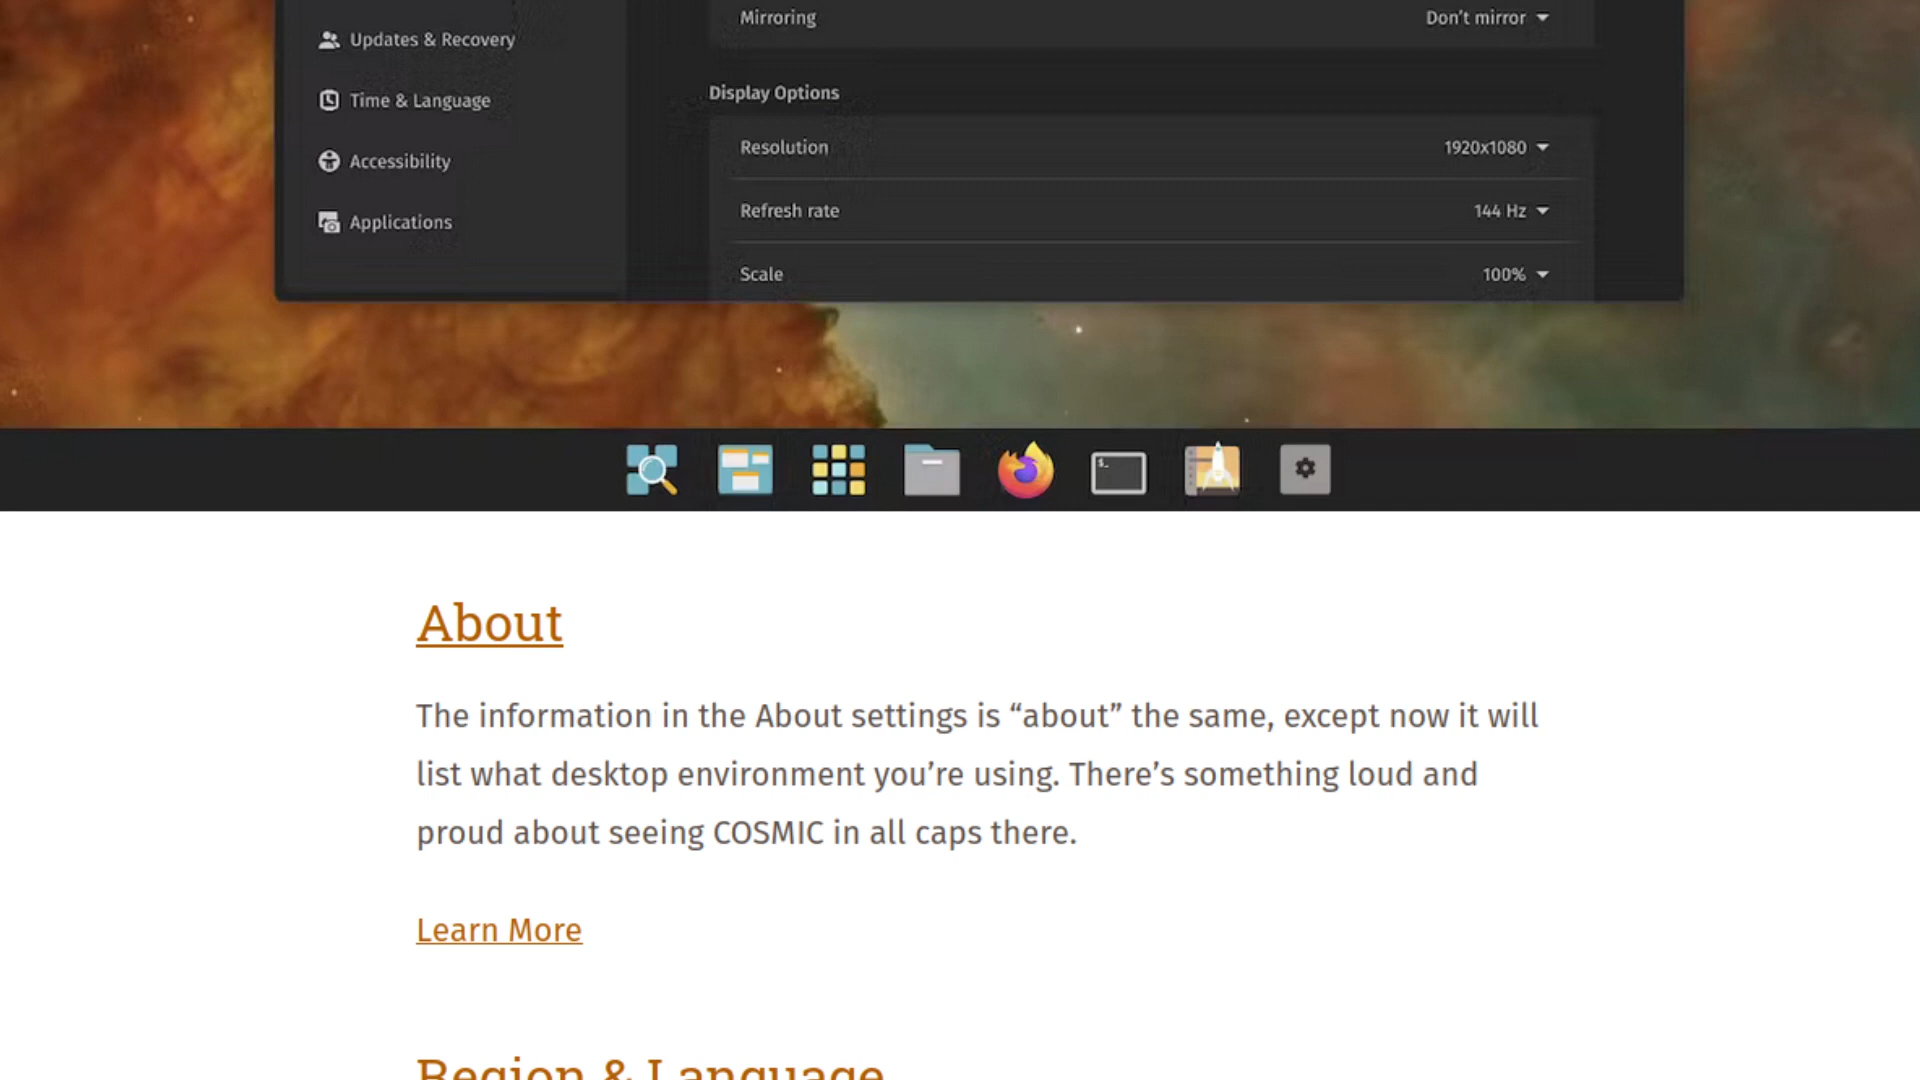 Mirroring Don't mirror
Updates & Recovery
Display Options
Time & Language
Resolution 1920x1080
Accessibility
Refresh rate 144 Hz
Applications
Scale 100%
$_
About
The information in the About settings is “about” the same, except now it will
list what desktop environment you’re using. There’s something loud and
proud about seeing COSMIC in all caps there.
Learn More
Region & Language